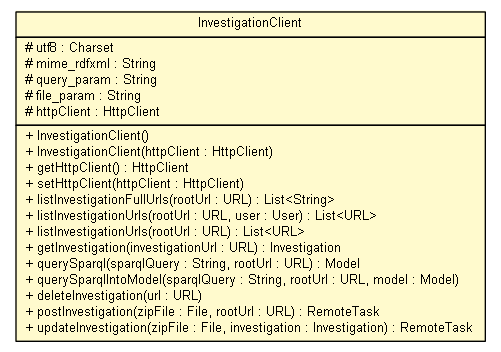 InvestigationClient
# utf8 : Charset
# mime_rdfxml : String
# query_param : String
# file_param : String
# httpClient : HttpClient
+ InvestigationClient()
+ InvestigationClient(httpClient : HttpClient)
+ getHttpClient() : HttpClient
+ setHttpClient(httpClient : HttpClient)
+ listInvestigationFullUrls(rootUrl : URL) : List<String>
+ listInvestigationUrls(rootUrl : URL, user : User) : List<URL>
+ listInvestigationUrls(rootUrl : URL) : List<URL>
+ getInvestigation(investigationUrl : URL) : Investigation
+ querySparql(sparqlQuery : String, rootUrl : URL) : Model
+ querySparqlIntoModel(sparqlQuery : String, rootUrl : URL, model : Model)
+ deleteInvestigation(url : URL)
+ postInvestigation(zipFile : File, rootUrl : URL) : RemoteTask
+ updateInvestigation(zipFile : File, investigation : Investigation) : RemoteTask